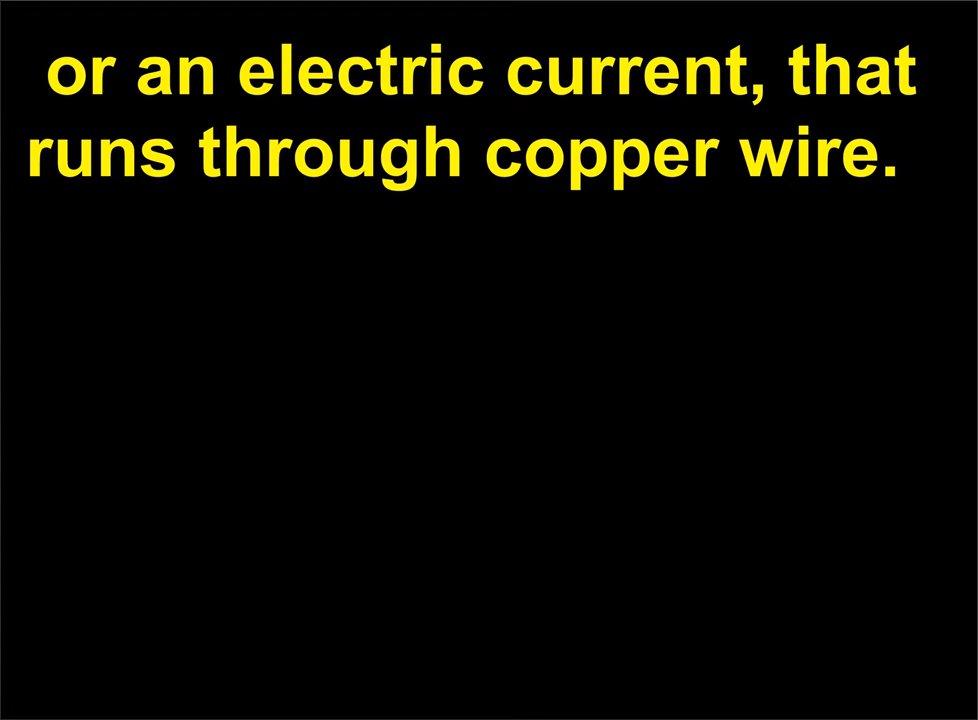 or an electric current, that
runs through copper wire.